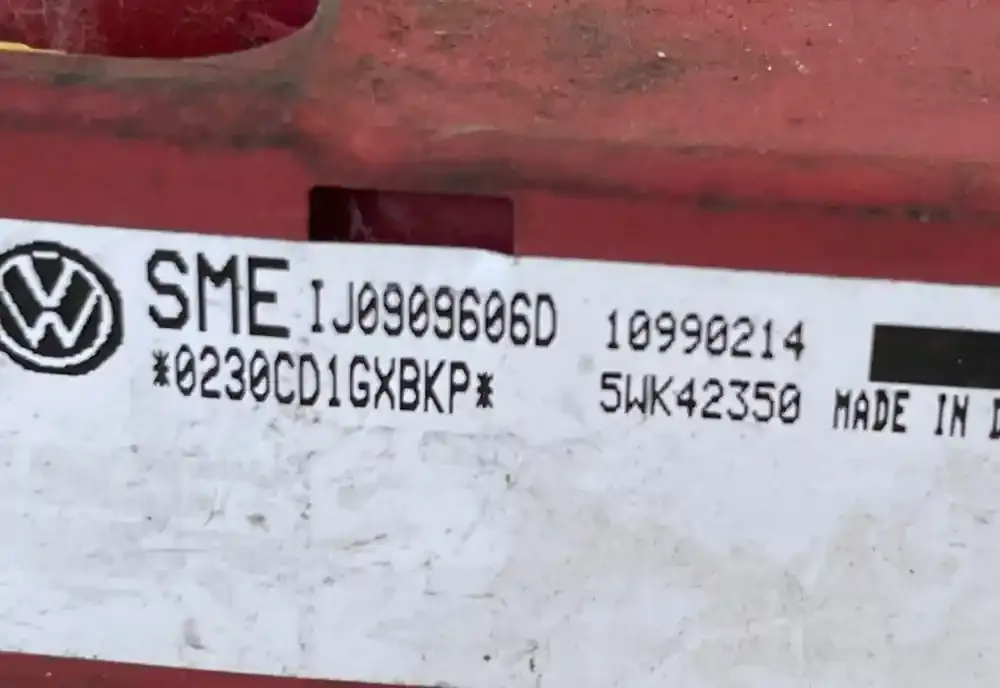 SME IJ0909606D 10990214
*0230CD1GXBKP* 5WK42350 MADE IN D